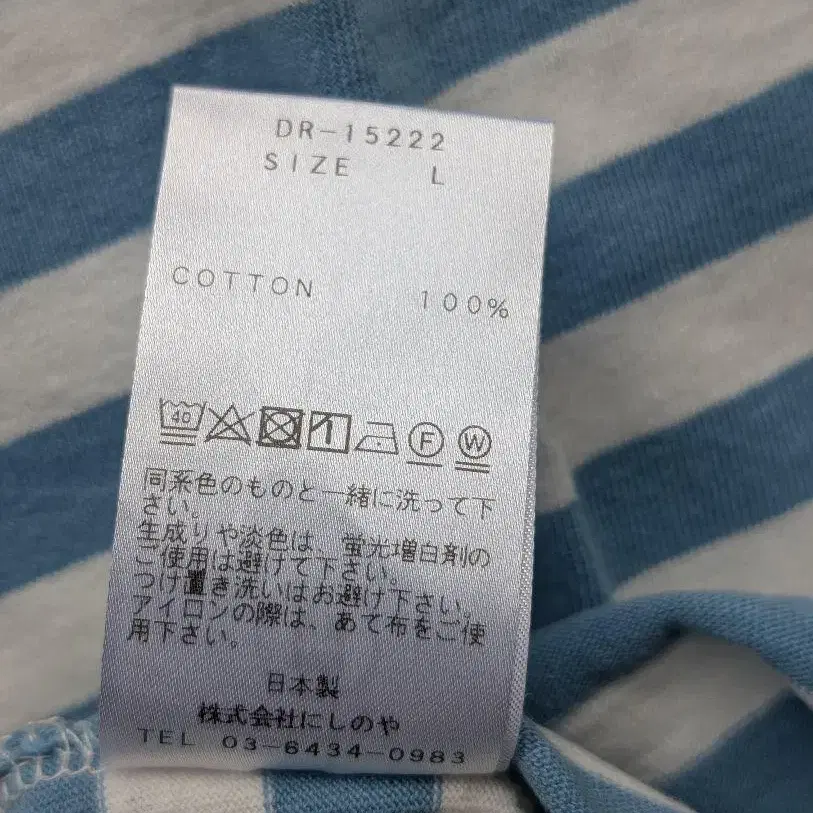 DR-15222
SIZE L
COTTON 100%
40
F W
同系色のものと一緒に洗って下
さい。
生成りや淡色は、蛍光増白剤の
ご使用は避けて下さい。
つけ置き洗いはお避け下さい。
アイロンの際は、あて布をご使
用下さい。
日本製
株式会社にしのや
TEL 03-6434-0983